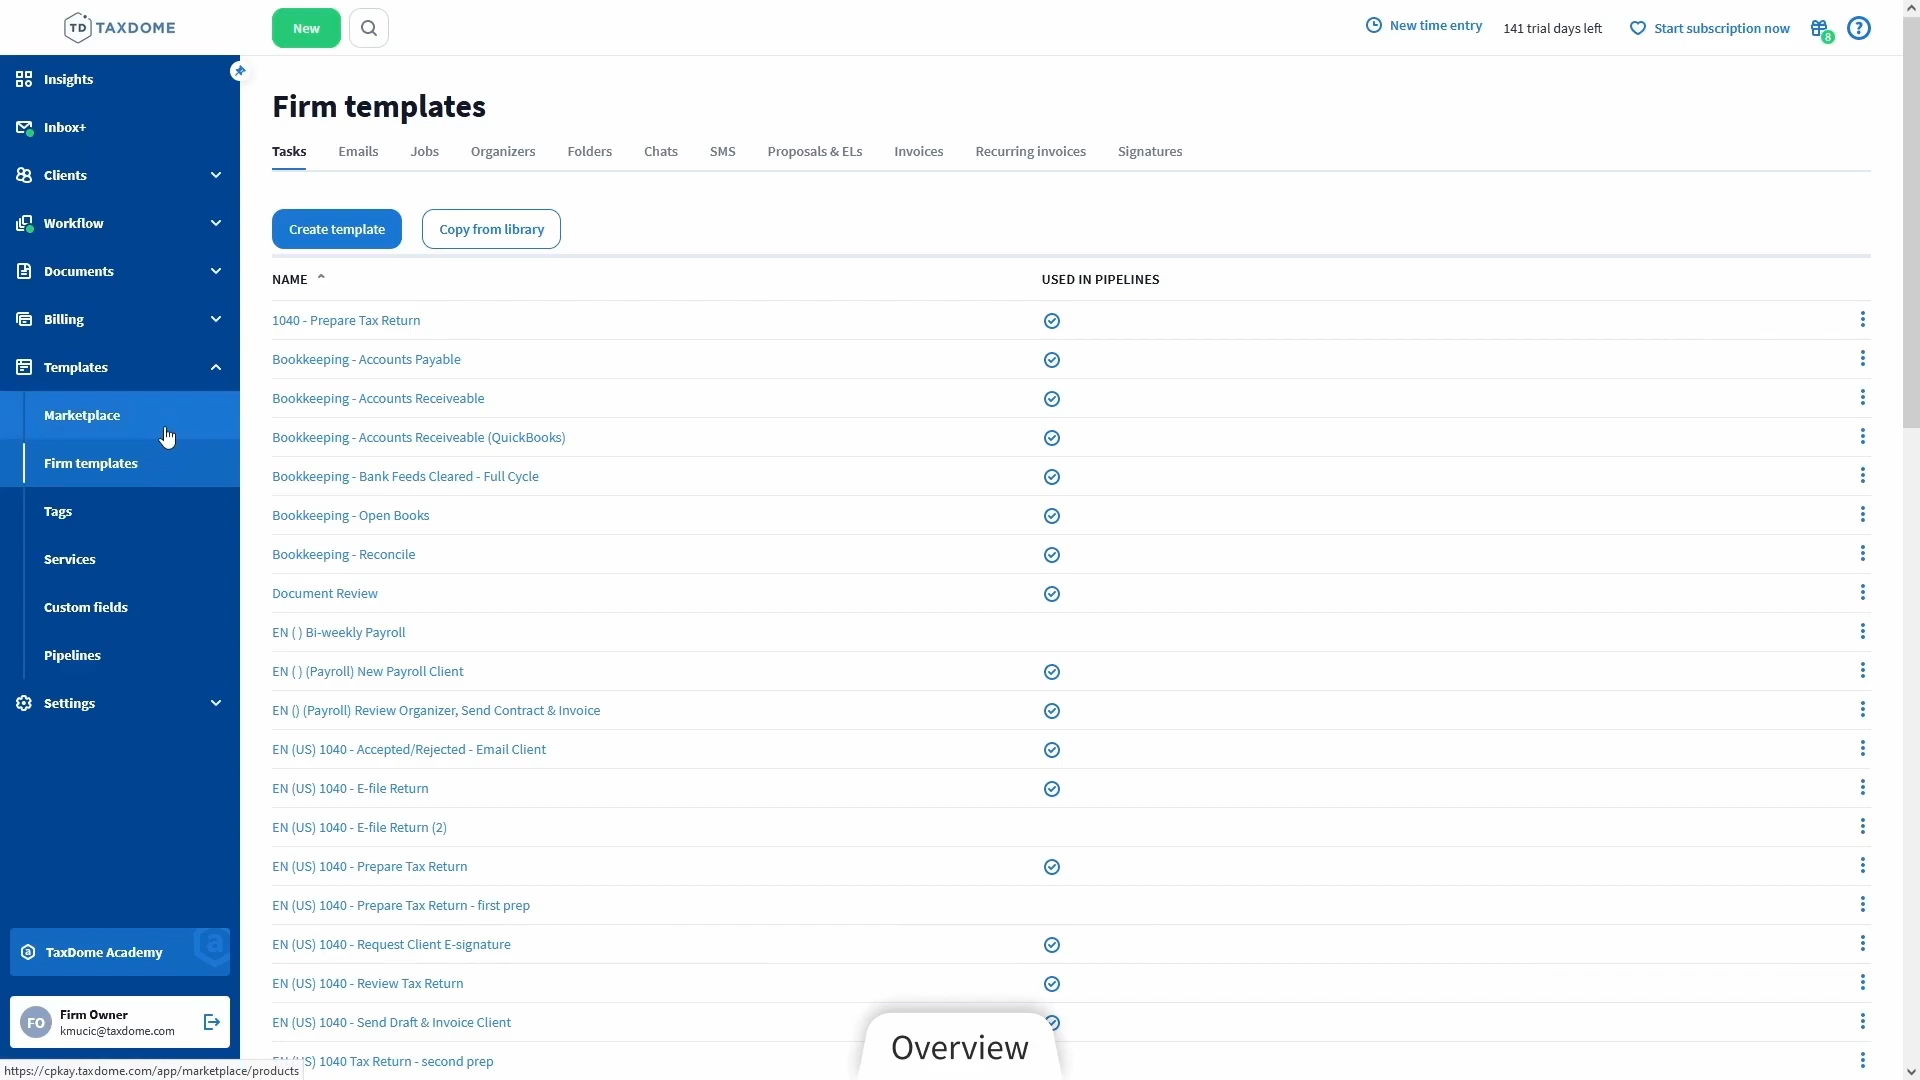 TD TAXDOME
New
New time entry
141 trial days left
Start subscription now
8
?
Insights
Inbox+
Clients
Workflow
Documents
Billing
Templates
Marketplace
Firm templates
Tags
Services
Custom fields
Pipelines
Settings
TaxDome Academy
FO
Firm Owner
kmucic@taxdome.com
https://cpkay.taxdome.com/app/marketplace/products
Firm templates
Tasks Emails Jobs Organizers Folders Chats SMS Proposals & ELs Invoices Recurring invoices Signatures
Create template Copy from library
NAME USED IN PIPELINES
1040 - Prepare Tax Return
Bookkeeping - Accounts Payable
Bookkeeping - Accounts Receiveable
Bookkeeping - Accounts Receiveable (QuickBooks)
Bookkeeping - Bank Feeds Cleared - Full Cycle
Bookkeeping - Open Books
Bookkeeping - Reconcile
Document Review
EN ( ) Bi-weekly Payroll
EN ( ) (Payroll) New Payroll Client
EN () (Payroll) Review Organizer, Send Contract & Invoice
EN (US) 1040 - Accepted/Rejected - Email Client
EN (US) 1040 - E-file Return
EN (US) 1040 - E-file Return (2)
EN (US) 1040 - Prepare Tax Return
EN (US) 1040 - Prepare Tax Return - first prep
EN (US) 1040 - Request Client E-signature
EN (US) 1040 - Review Tax Return
EN (US) 1040 - Send Draft & Invoice Client
EN (US) 1040 Tax Return - second prep
Overview